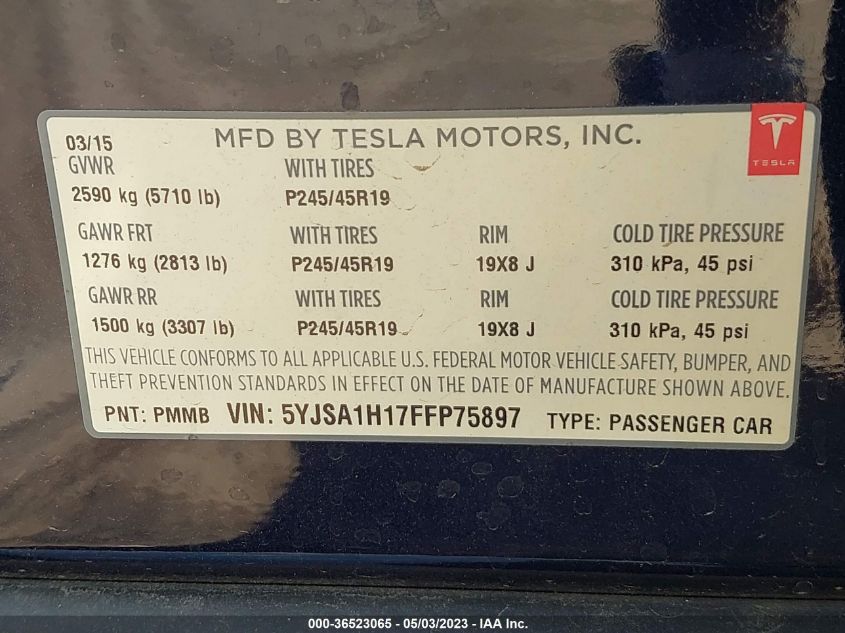 03/15 MFD BY TESLA MOTORS, INC.
TESLA
GVWR WITH TIRES
2590 kg (5710 lb) P245/45R19
GAWR FRT WITH TIRES RIM COLD TIRE PRESSURE
1276 kg (2813 lb) P245/45R19 19X8 J 310 kPa, 45 psi
GAWR RR WITH TIRES RIM COLD TIRE PRESSURE
1500 kg (3307 lb) P245/45R19 19X8 J 310 kPa, 45 psi
THIS VEHICLE CONFORMS TO ALL APPLICABLE U.S. FEDERAL MOTOR VEHICLE SAFETY, BUMPER, AND
THEFT PREVENTION STANDARDS IN EFFECT ON THE DATE OF MANUFACTURE SHOWN ABOVE.
PNT: PMMB VIN: 5YJSA1H17FFP75897 TYPE: PASSENGER CAR
000-36523065 - 05/03/2023 - IAA Inc.